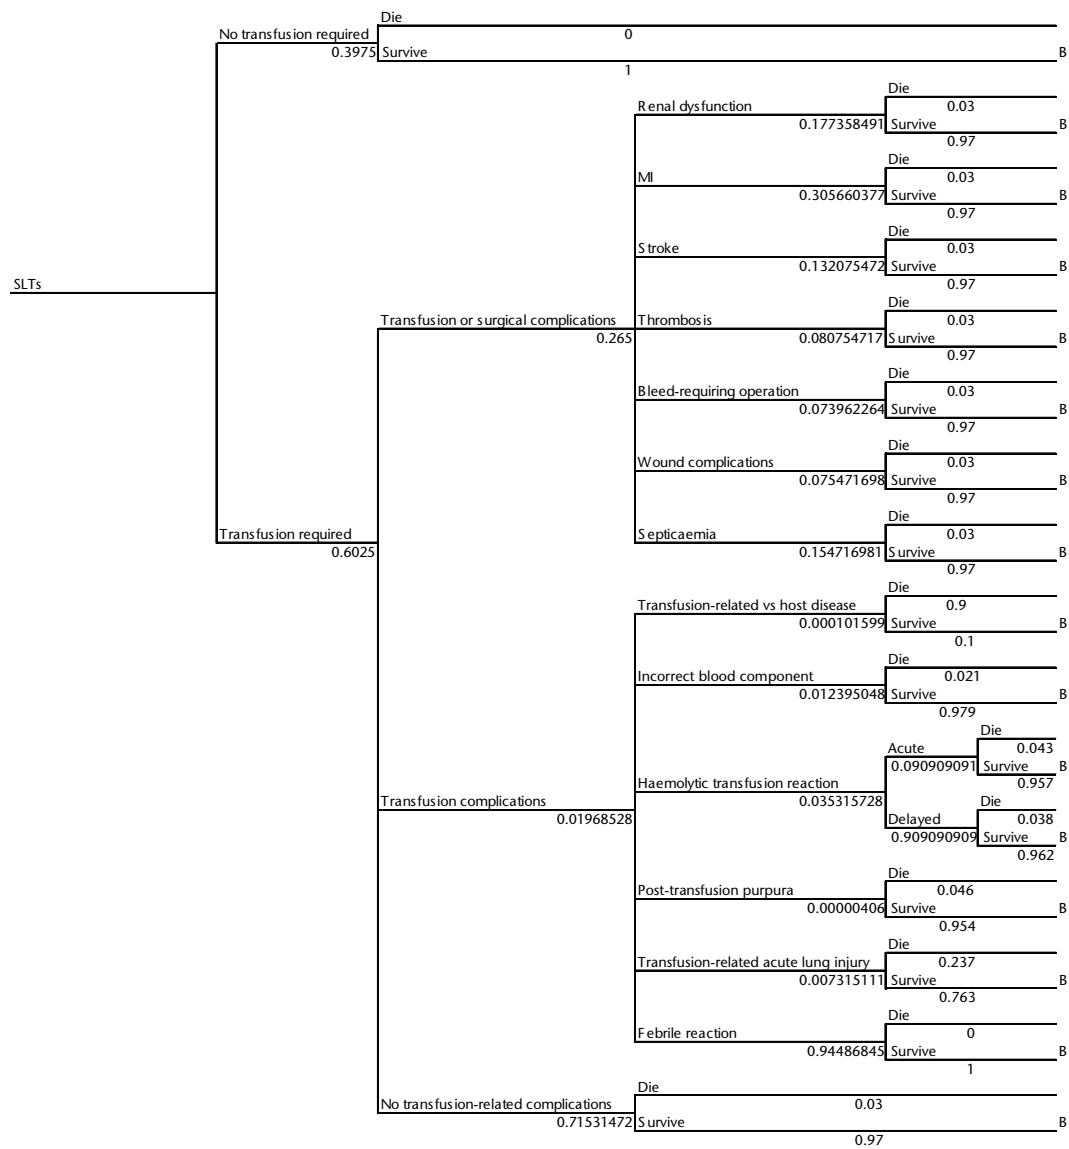 Die
No transfusion required
0
0.3975 Survive B
1
Die
Renal dysfunction 0.03
0.177358491 Survive B
0.97
Die
MI 0.03
0.305660377 Survive B
0.97
Die
Stroke 0.03
0.132075472 Survive B
0.97
SLTs
Die
Transfusion or surgical complications Thrombosis 0.03
0.265 0.080754717 Survive B
0.97
Die
Bleed-requiring operation 0.03
0.073962264 Survive B
0.97
Die
Wound complications 0.03
0.075471698 Survive B
0.97
Die
Transfusion required Septicaemia 0.03
0.6025 0.154716981 Survive B
0.97
Die
Transfusion-related vs host disease 0.9
0.000101599 Survive B
0.1
Die
Incorrect blood component 0.021
0.012395048 Survive B
0.979
Die
Acute 0.043
0.090909091 Survive B
Haemolytic transfusion reaction 0.957
Transfusion complications 0.035315728 Die
0.01968528 Delayed 0.038
0.909090909 Survive B
0.962
Die
Post-transfusion purpura 0.046
0.00000406 Survive B
0.954
Die
Transfusion-related acute lung injury 0.237
0.007315111 Survive B
0.763
Die
Febrile reaction 0
0.94486845 Survive B
1
Die
No transfusion-related complications 0.03
0.71531472 Survive B
0.97